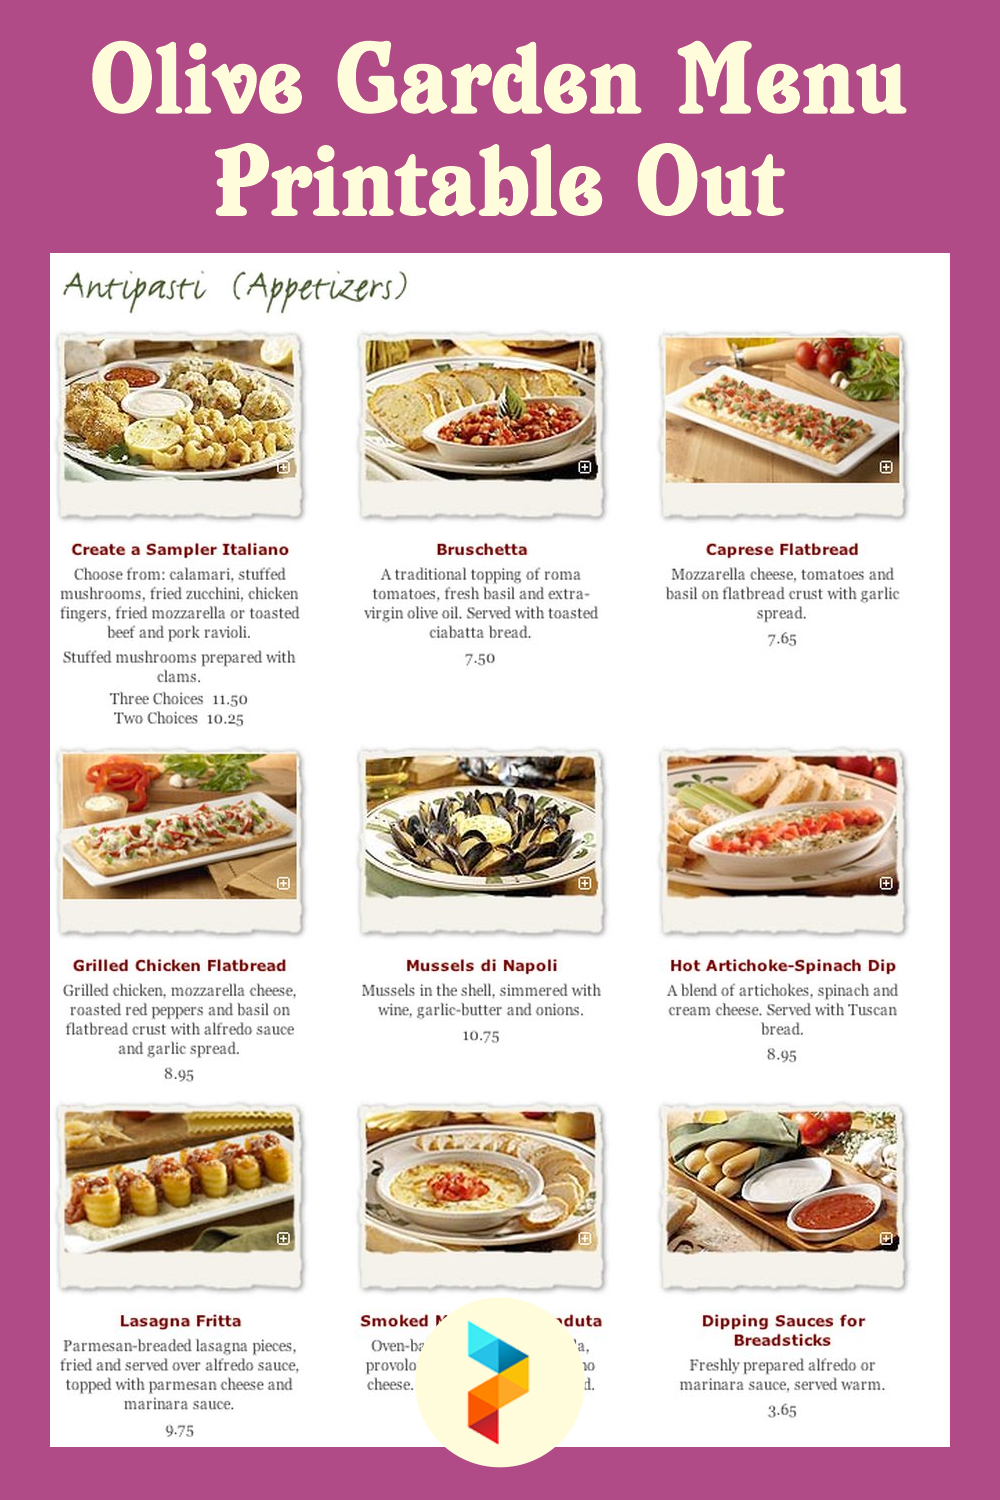 Olive Garden Menu
Printable Out
Antipasti (Appetizers)
Create a Sampler Italiano
Choose from: calamari, stuffed
mushrooms, fried zucchini, chicken
fingers, fried mozzarella or toasted
beef and pork ravioli.
Stuffed mushrooms prepared with
clams.
Three Choices 11.50
Two Choices 10.25
Bruschetta
A traditional topping of roma
tomatoes, fresh basil and extra-
virgin olive oil. Served with toasted
ciabatta bread.
7.50
Caprese Flatbread
Mozzarella cheese, tomatoes and
basil on flatbread crust with garlic
spread.
7.65
Grilled Chicken Flatbread
Grilled chicken, mozzarella cheese,
roasted red peppers and basil on
flatbread crust with alfredo sauce
and garlic spread.
8.95
Mussels di Napoli
Mussels in the shell, simmered with
wine, garlic-butter and onions.
10.75
Hot Artichoke-Spinach Dip
A blend of artichokes, spinach and
cream cheese. Served with Tuscan
bread.
8.95
Lasagna Fritta
Parmesan-breaded lasagna pieces,
fried and served over alfredo sauce,
topped with parmesan cheese and
marinara sauce.
9.75
Smoked
cheese.
Dipping Sauces for
Breadsticks
Freshly prepared alfredo or
marinara sauce, served warm.
3.65